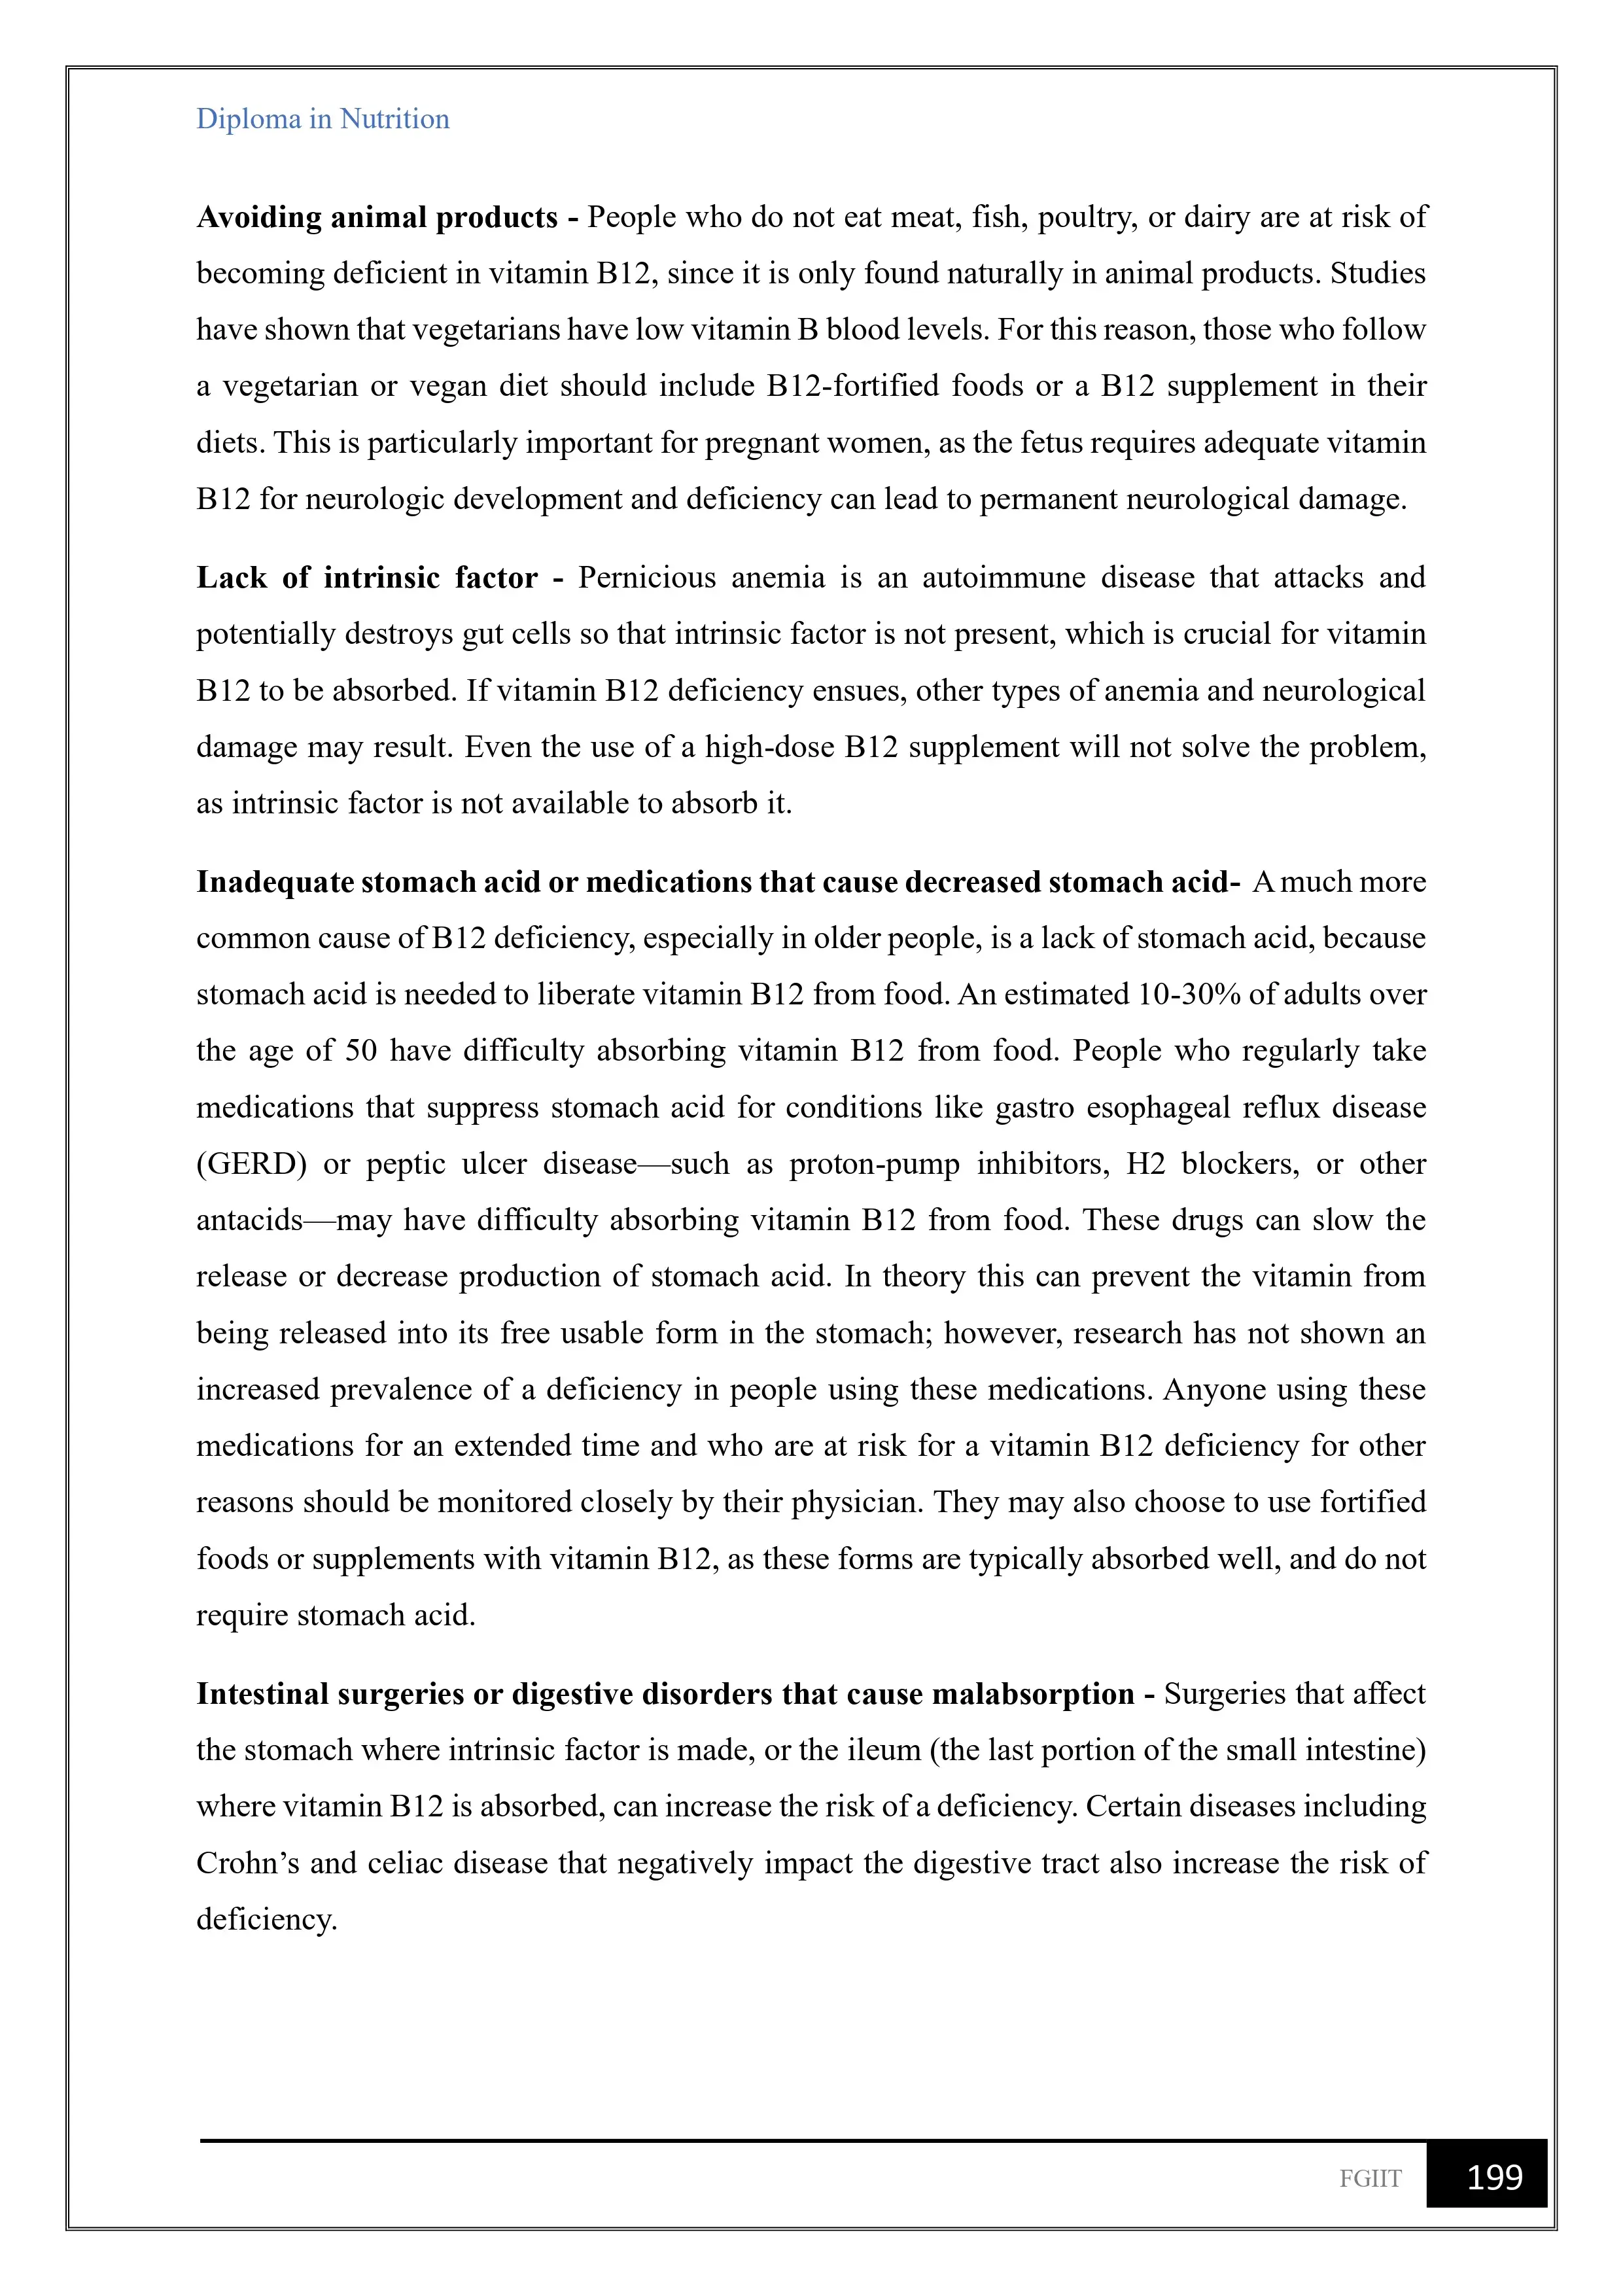 Diploma in Nutrition
Avoiding animal products - People who do not eat meat, fish, poultry, or dairy are at risk of
becoming deficient in vitamin B12, since it is only found naturally in animal products. Studies
have shown that vegetarians have low vitamin B blood levels. For this reason, those who follow
a vegetarian or vegan diet should include B12-fortified foods or a B12 supplement in their
diets. This is particularly important for pregnant women, as the fetus requires adequate vitamin
B12 for neurologic development and deficiency can lead to permanent neurological damage.
Lack of intrinsic factor - Pernicious anemia is an autoimmune disease that attacks and
potentially destroys gut cells so that intrinsic factor is not present, which is crucial for vitamin
B12 to be absorbed. If vitamin B12 deficiency ensues, other types of anemia and neurological
damage may result. Even the use of a high-dose B12 supplement will not solve the problem,
as intrinsic factor is not available to absorb it.
Inadequate stomach acid or medications that cause decreased stomach acid- A much more
common cause of B12 deficiency, especially in older people, is a lack of stomach acid, because
stomach acid is needed to liberate vitamin B12 from food. An estimated 10-30% of adults over
the age of 50 have difficulty absorbing vitamin B12 from food. People who regularly take
medications that suppress stomach acid for conditions like gastro esophageal reflux disease
(GERD) or peptic ulcer disease—such as proton-pump inhibitors, H2 blockers, or other
antacids—may have difficulty absorbing vitamin B12 from food. These drugs can slow the
release or decrease production of stomach acid. In theory this can prevent the vitamin from
being released into its free usable form in the stomach; however, research has not shown an
increased prevalence of a deficiency in people using these medications. Anyone using these
medications for an extended time and who are at risk for a vitamin B12 deficiency for other
reasons should be monitored closely by their physician. They may also choose to use fortified
foods or supplements with vitamin B12, as these forms are typically absorbed well, and do not
require stomach acid.
Intestinal surgeries or digestive disorders that cause malabsorption - Surgeries that affect
the stomach where intrinsic factor is made, or the ileum (the last portion of the small intestine)
where vitamin B12 is absorbed, can increase the risk of a deficiency. Certain diseases including
Crohn’s and celiac disease that negatively impact the digestive tract also increase the risk of
deficiency.
FGIIT 199